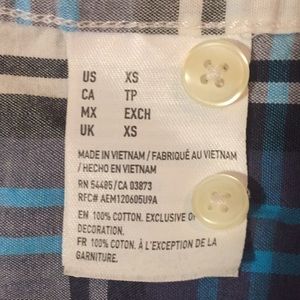 US XS
CA TP
MX EXCH
UK XS
MADE IN VIETNAM / FABRIQUÉ AU VIETNAM
/ HECHO EN VIETNAM
RN 54485/CA 03873
RFC# AEM120605U9A
EN 100% COTTON. EXCLUSIVE OF
DECORATION.
FR 100% COTON. À L'EXCEPTION DE LA
GARNITURE.